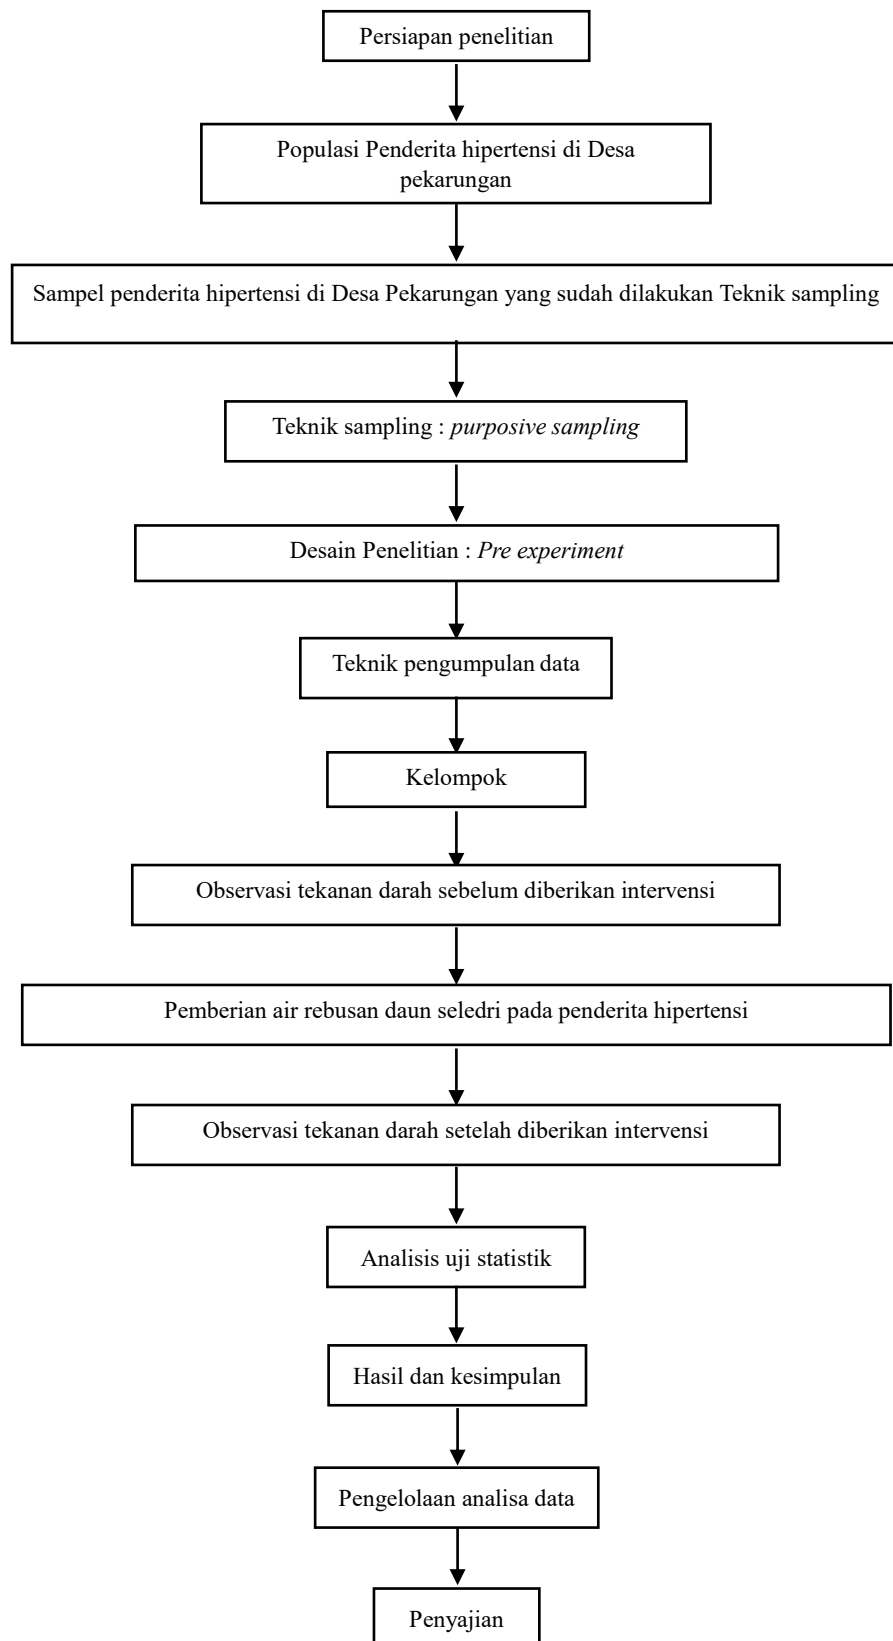 Persiapan penelitian
Populasi Penderita hipertensi di Desa
pekarungan
Sampel penderita hipertensi di Desa Pekarungan yang sudah dilakukan Teknik sampling
Teknik sampling : purposive sampling
Desain Penelitian : Pre experiment
Teknik pengumpulan data
Kelompok
Observasi tekanan darah sebelum diberikan intervensi
Pemberian air rebusan daun seledri pada penderita hipertensi
Observasi tekanan darah setelah diberikan intervensi
Analisis uji statistik
Hasil dan kesimpulan
Pengelolaan analisa data
Penyajian